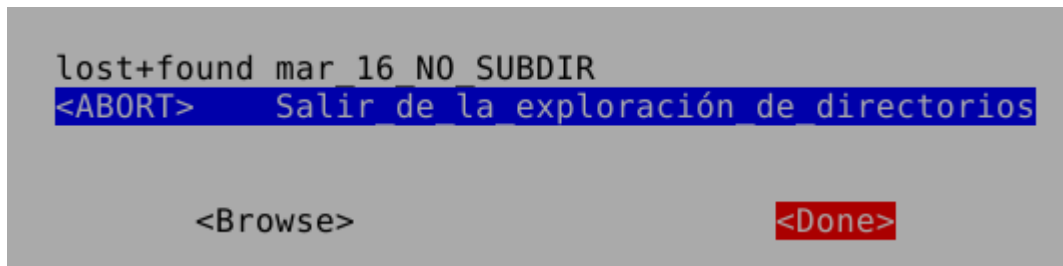 lost+found mar_16_NO_SUBDIR
<ABORT> Salir_de_la_exploración_de_directorios
<Browse> <Done>